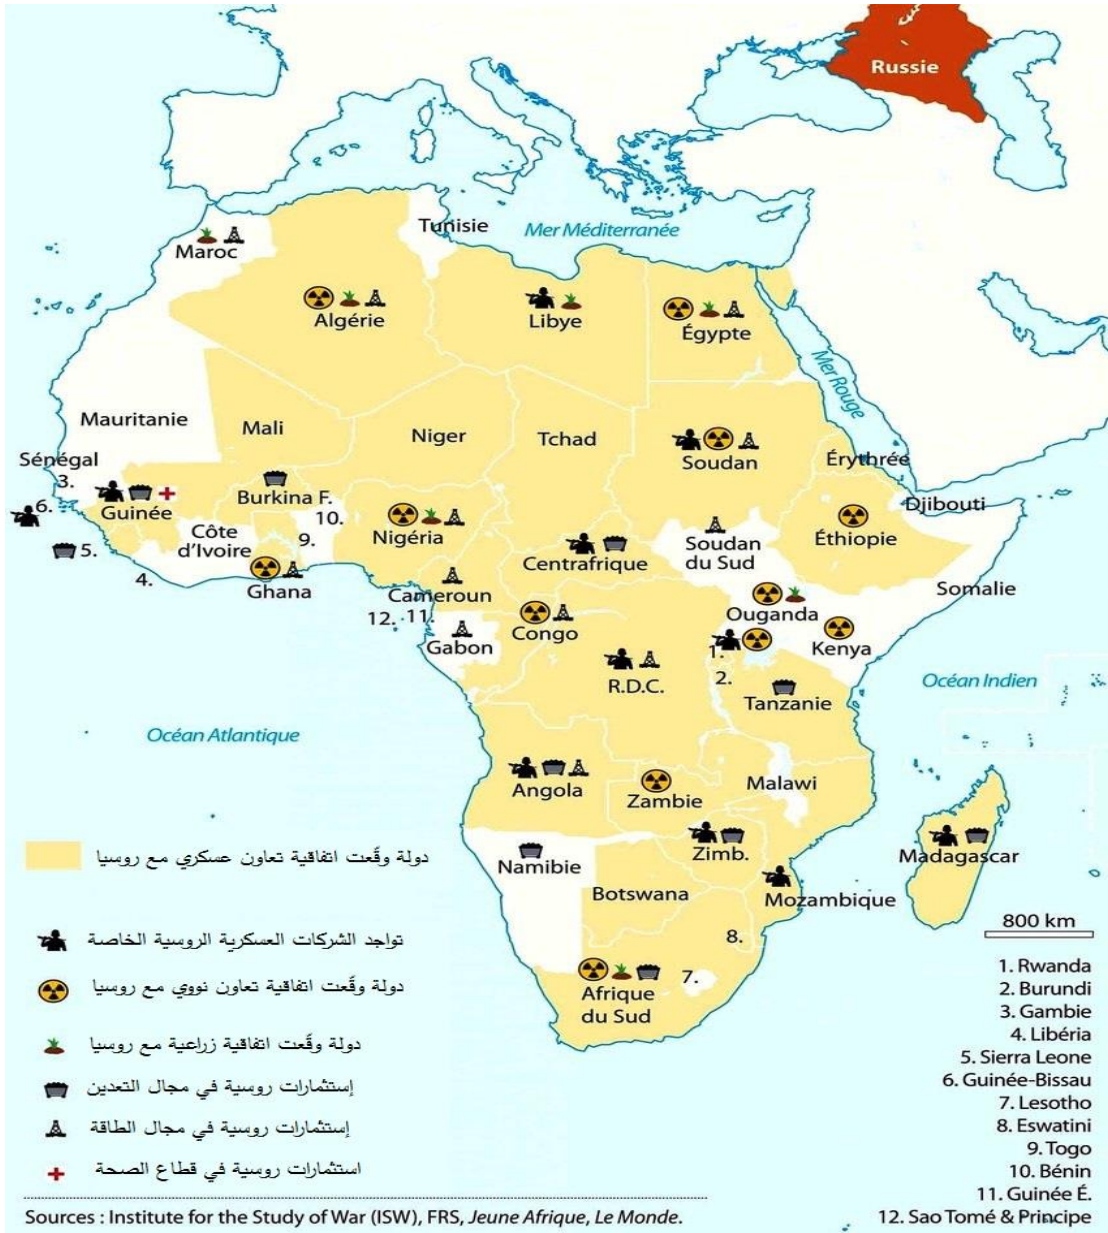 Russie
Tunisie
Mer Méditerranée
Maroc
Algérie
Libye
Égypte
Mer Rouge
Mauritanie
Mali
Niger
Tchad
Soudan
Érythrée
Sénégal
3.
6.
Guinée
Burkina F.
10.
Djibouti
5.
Côte
d'Ivoire
9.
Nigéria
Centrafrique
Soudan
du Sud
Éthiopie
4.
Ghana
Cameroun
Somalie
12.
11.
Gabon
Congo
Ouganda
Kenya
1.
R.D.C.
2.
Tanzanie
Océan Indien
Océan Atlantique
Angola
Zambie
Malawi
Zimb.
Madagascar
Namibie
Botswana
Mozambique
8.
7.
Afrique
du Sud
دولة وقّعت اتفاقية تعاون عسكري مع روسيا
تواجد الشركات العسكرية الروسية الخاصة
دولة وقّعت اتفاقية تعاون نووي مع روسيا
دولة وقّعت اتفاقية زراعية مع روسيا
إستثمارات روسية في مجال التعدين
إستثمارات روسية في مجال الطاقة
استثمارات روسية في قطاع الصحة
800 km
1. Rwanda
2. Burundi
3. Gambie
4. Libéria
5. Sierra Leone
6. Guinée-Bissau
7. Lesotho
8. Eswatini
9. Togo
10. Bénin
11. Guinée É.
12. Sao Tomé & Principe
Sources : Institute for the Study of War (ISW), FRS, Jeune Afrique, Le Monde.